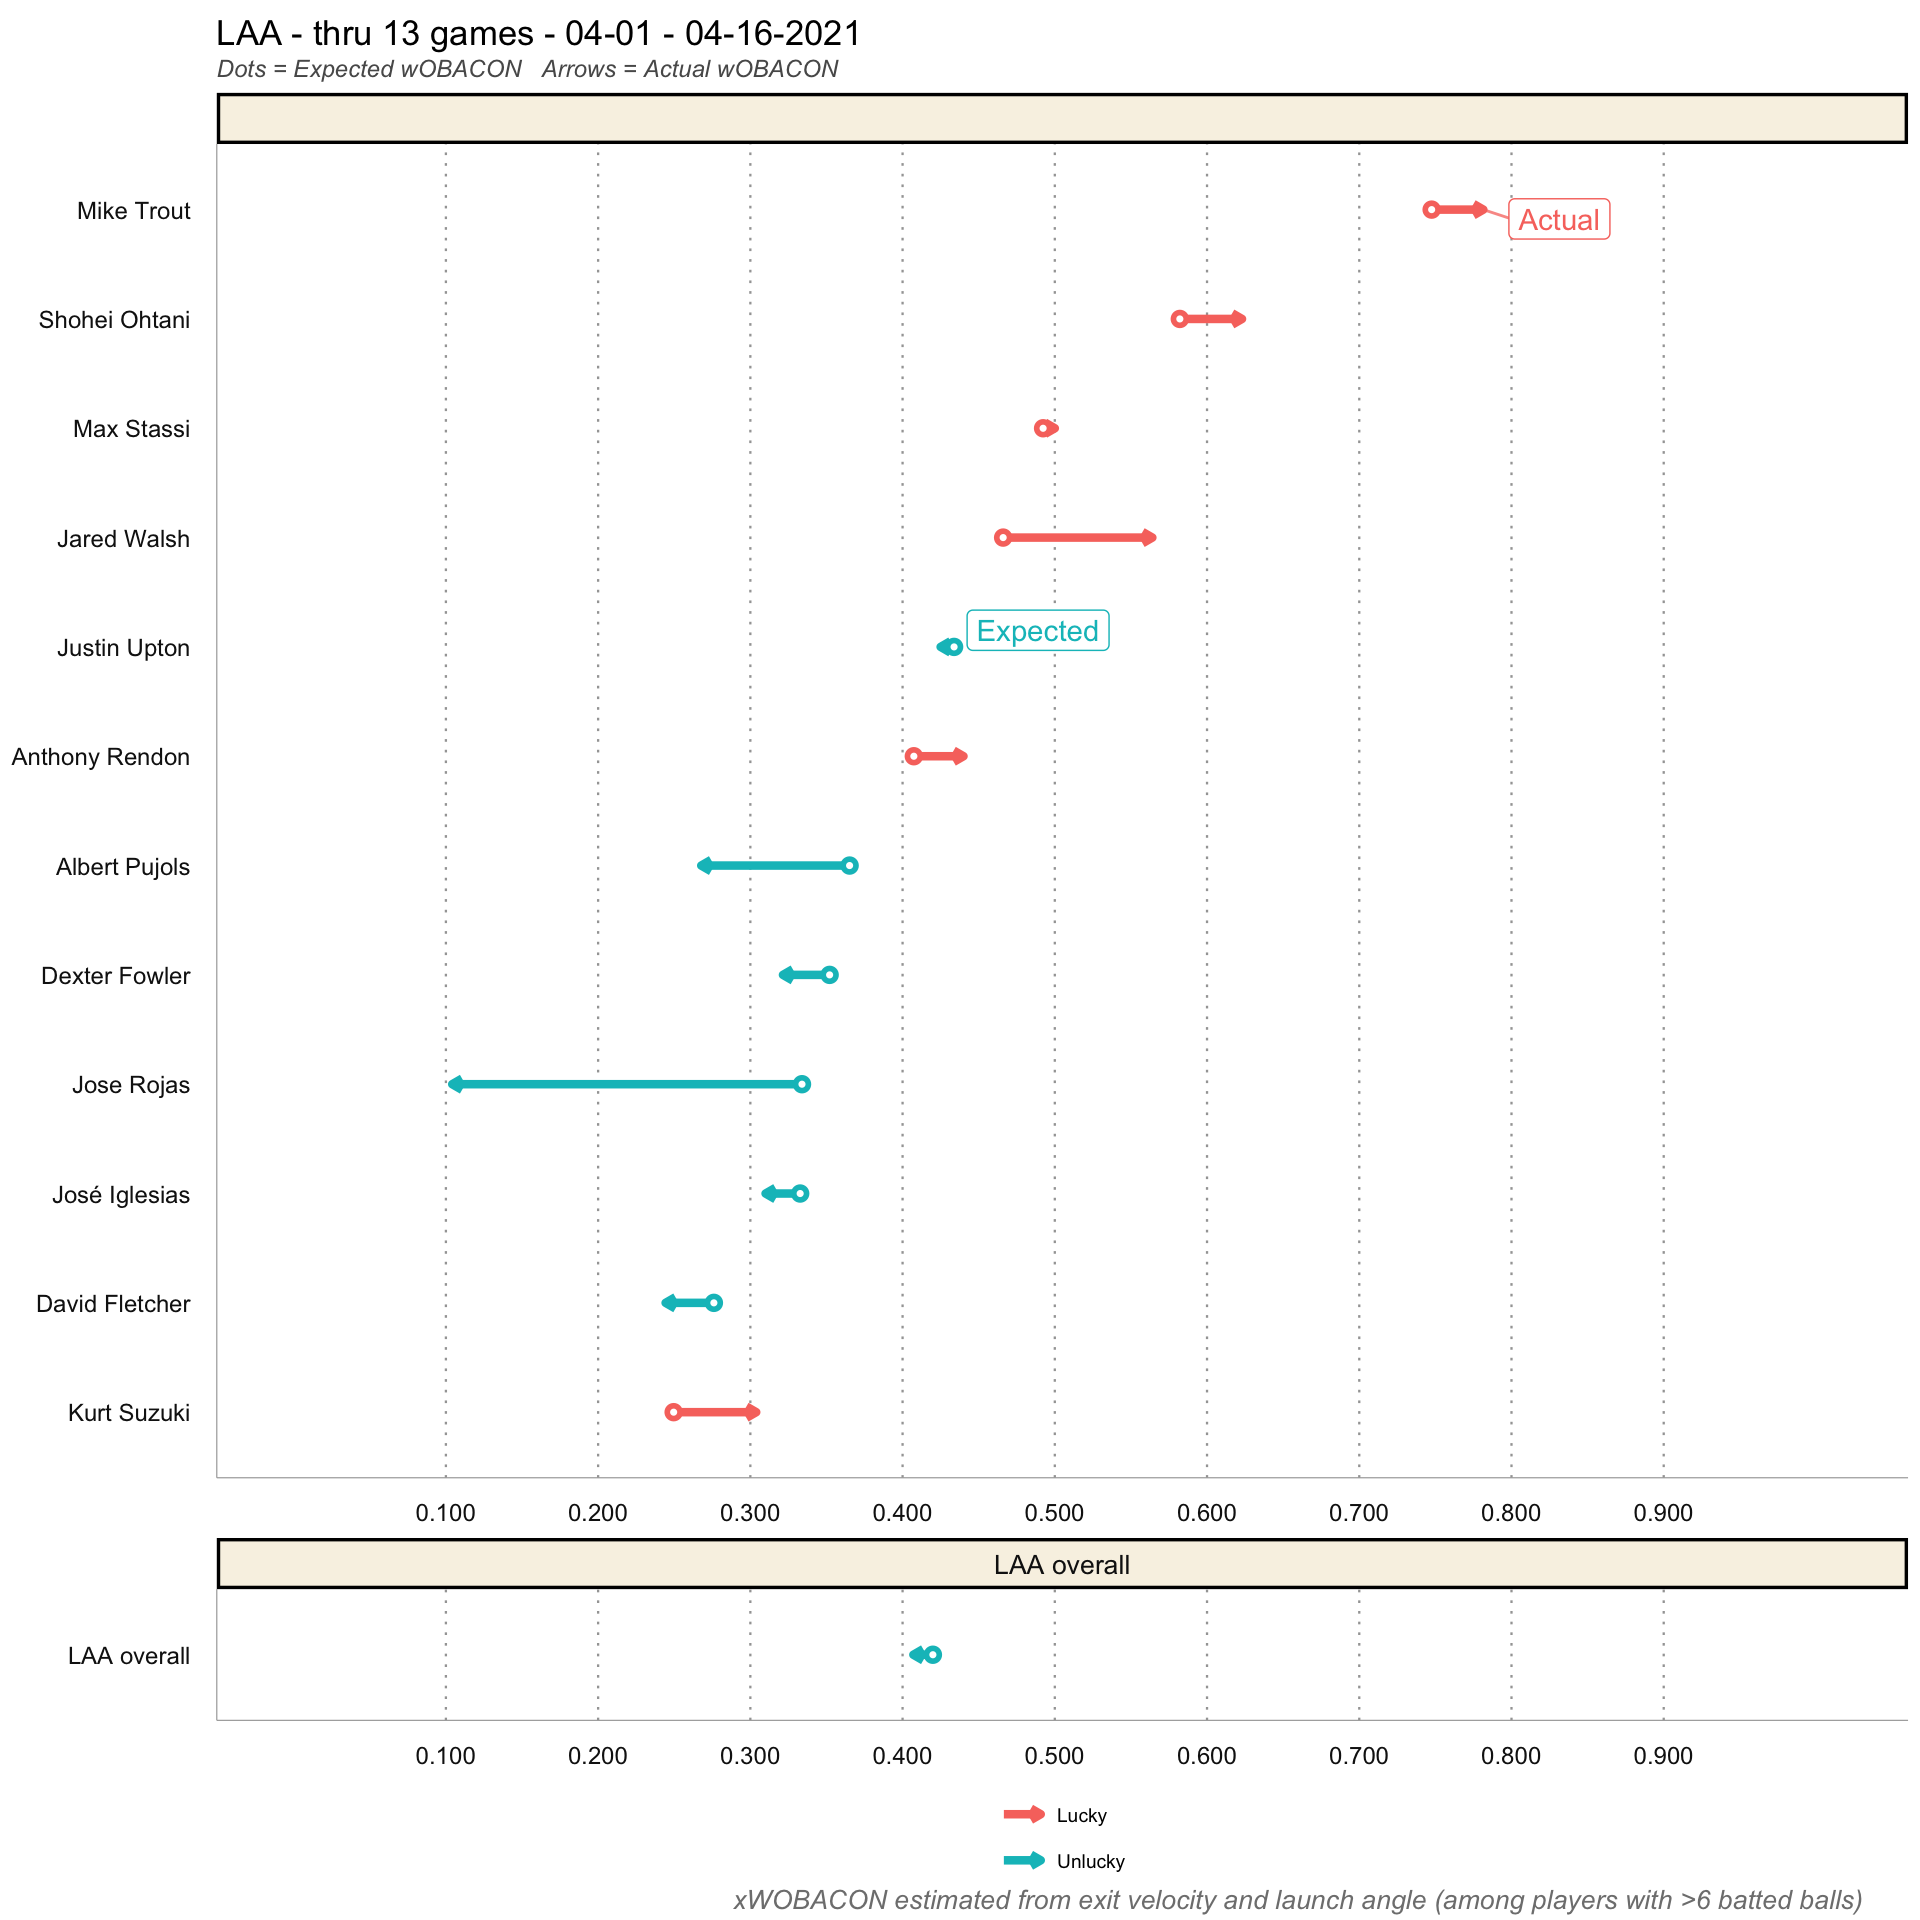 LAA - thru 13 games - 04-01 - 04-16-2021
Dots = Expected wOBACON   Arrows = Actual wOBACON
Mike Trout
Actual
Shohei Ohtani
Max Stassi
Jared Walsh
Expected
Justin Upton
Anthony Rendon
Albert Pujols
Dexter Fowler
Jose Rojas
José Iglesias
David Fletcher
Kurt Suzuki
0.100 0.200 0.300 0.400 0.500 0.600 0.700 0.800 0.900
LAA overall
LAA overall
0.100 0.200 0.300 0.400 0.500 0.600 0.700 0.800 0.900
Lucky
Unlucky
xWOBACON estimated from exit velocity and launch angle (among players with >6 batted balls)